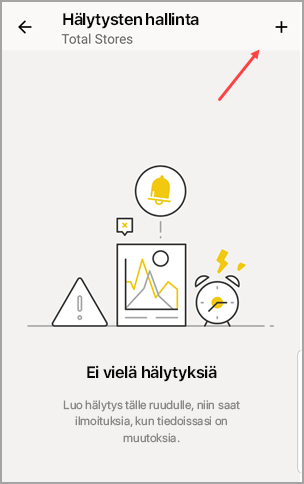 Hälytysten hallinta
Total Stores
Ei vielä hälytyksiä
Luo hälytys tälle ruudulle, niin saat
ilmoituksia, kun tiedoissasi on
muutoksia.